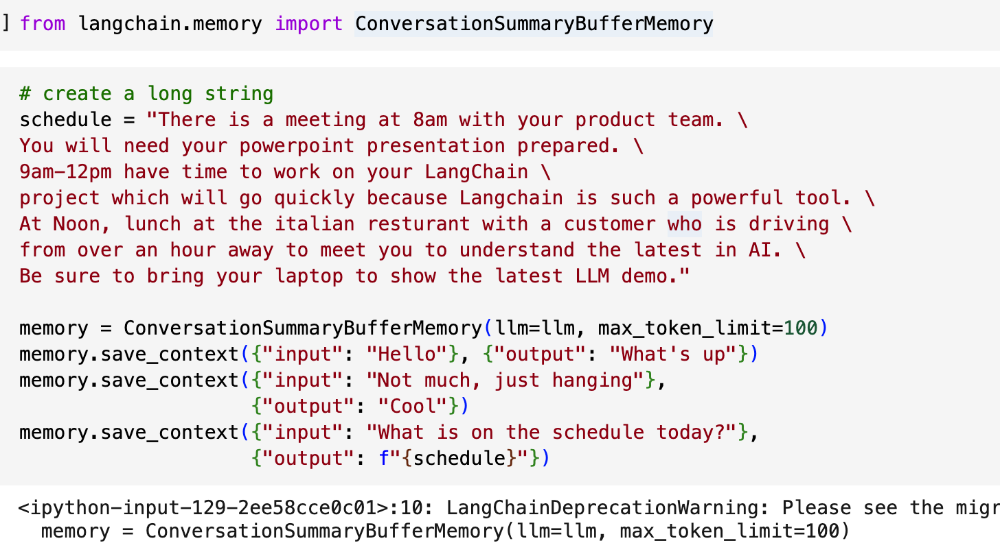 ] from langchain.memory import ConversationSummaryBufferMemory
# create a long string
schedule = "There is a meeting at 8am with your product team. \
You will need your powerpoint presentation prepared. \
9am-12pm have time to work on your LangChain \
project which will go quickly because Langchain is such a powerful tool. \
At Noon, lunch at the italian resturant with a customer who is driving \
from over an hour away to meet you to understand the latest in AI. \
Be sure to bring your laptop to show the latest LLM demo."
memory = ConversationSummaryBufferMemory(llm=llm, max_token_limit=100)
memory.save_context({"input": "Hello"}, {"output": "What's up"})
memory.save_context({"input": "Not much, just hanging"},
                    {"output": "Cool"})
memory.save_context({"input": "What is on the schedule today?"},
                    {"output": f"{schedule}"})
<ipython-input-129-2ee58cce0c01>:10: LangChainDeprecationWarning: Please see the migr
  memory = ConversationSummaryBufferMemory(llm=llm, max_token_limit=100)